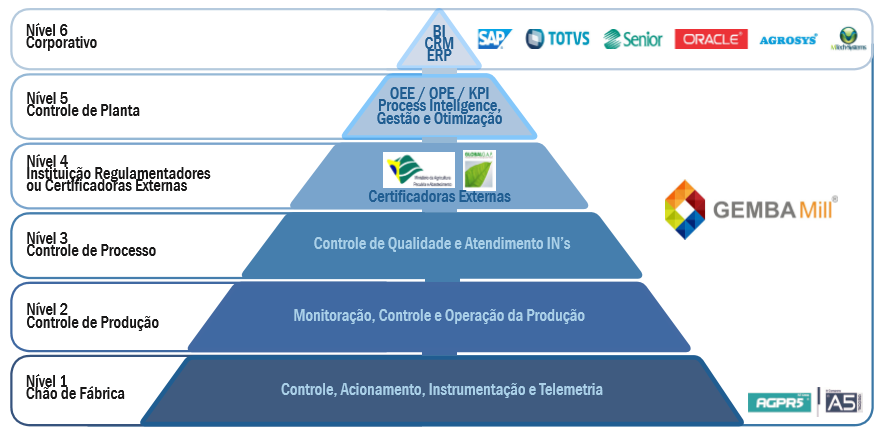 Nível 6
Corporativo
BI
CRM
ERP
SAP
TOTVS
Senior
ORACLE
AGROSYS
MTech-Systems
Nível 5
Controle de Planta
OEE / OPE / KPI
Process Inteligence,
Gestão e Otimização
Nível 4
Instituição Regulamentadores
ou Certificadoras Externas
Ministério da Agricultura,
Pecuária e Abastecimento
GLOBALG.A.P.
Certificadoras Externas
GEMBA Mill®
Nível 3
Controle de Processo
Controle de Qualidade e Atendimento IN's
Nível 2
Controle de Produção
Monitoração, Controle e Operação da Produção
Nível 1
Chão de Fábrica
Controle, Acionamento, Instrumentação e Telemetria
AGPR5
A5